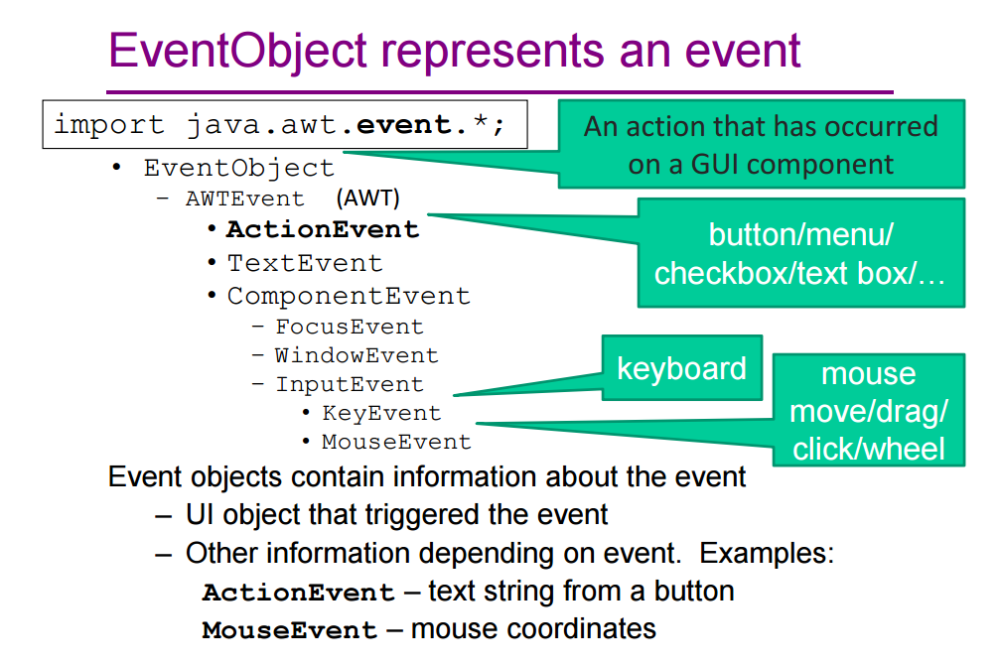 EventObject represents an event
import java.awt.event.*;
An action that has occurred
on a GUI component
• EventObject
– AWTEvent (AWT)
• ActionEvent
button/menu/
checkbox/text box/…
• TextEvent
• ComponentEvent
– FocusEvent
– WindowEvent
– InputEvent
keyboard
• KeyEvent
• MouseEvent
mouse
move/drag/
click/wheel
Event objects contain information about the event
– UI object that triggered the event
– Other information depending on event. Examples:
ActionEvent – text string from a button
MouseEvent – mouse coordinates